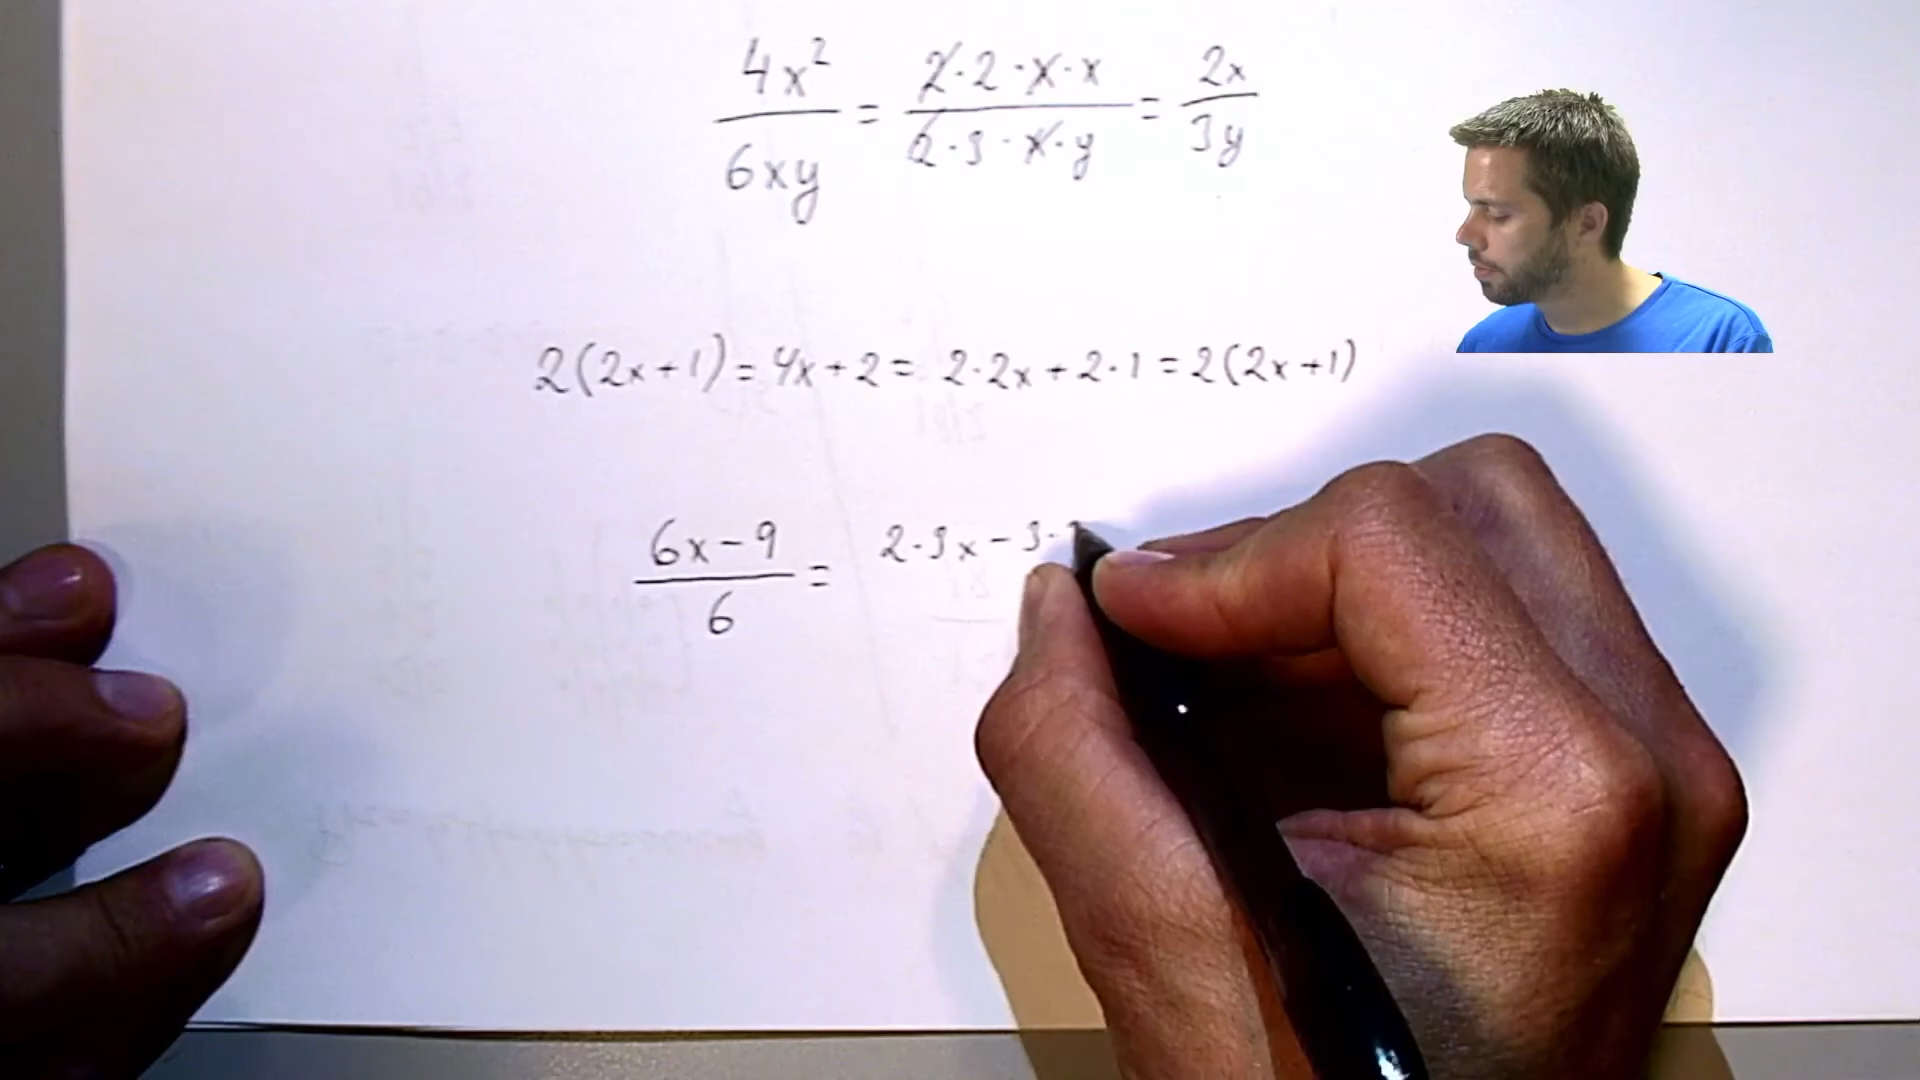 4x²/6xy = 2·2·x·x/2·3·x·y = 2x/3y
2(2x+1) = 4x+2 = 2·2x+2·1 = 2(2x+1)
6x-9/6 = 2·3x-3·